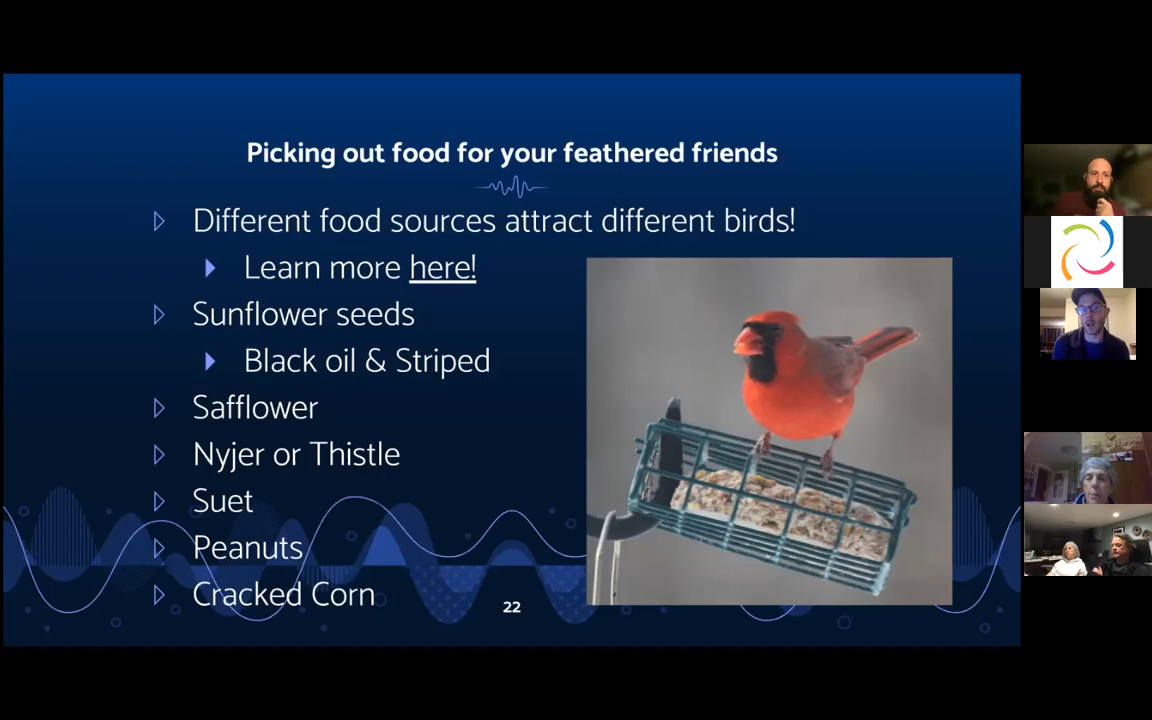 Picking out food for your feathered friends
Different food sources attract different birds!
Learn more here!
Sunflower seeds
Black oil & Striped
Safflower
Nyjer or Thistle
Suet
Peanuts
Cracked Corn
22